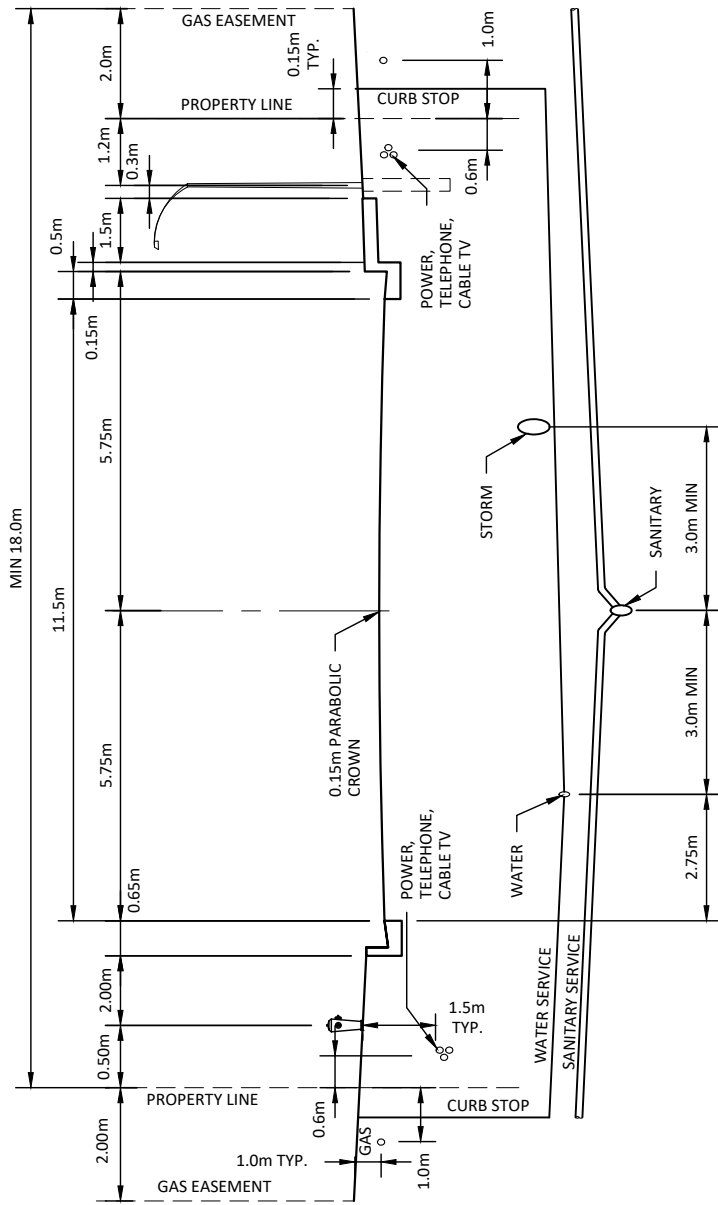 GAS EASEMENT
2.0m
0.15m
TYP.
1.0m
PROPERTY LINE
CURB STOP
1.2m
0.3m
0.6m
1.5m
0.5m
0.15m
POWER,
TELEPHONE,
CABLE TV
5.75m
STORM
3.0m MIN
MIN 18.0m
11.5m
SANITARY
0.15m PARABOLIC
CROWN
5.75m
3.0m MIN
WATER
POWER,
TELEPHONE,
CABLE TV
2.75m
0.65m
2.00m
1.5m
TYP.
WATER SERVICE
SANITARY SERVICE
0.50m
PROPERTY LINE
0.6m
CURB STOP
2.00m
1.0m TYP.
GAS
1.0m
GAS EASEMENT